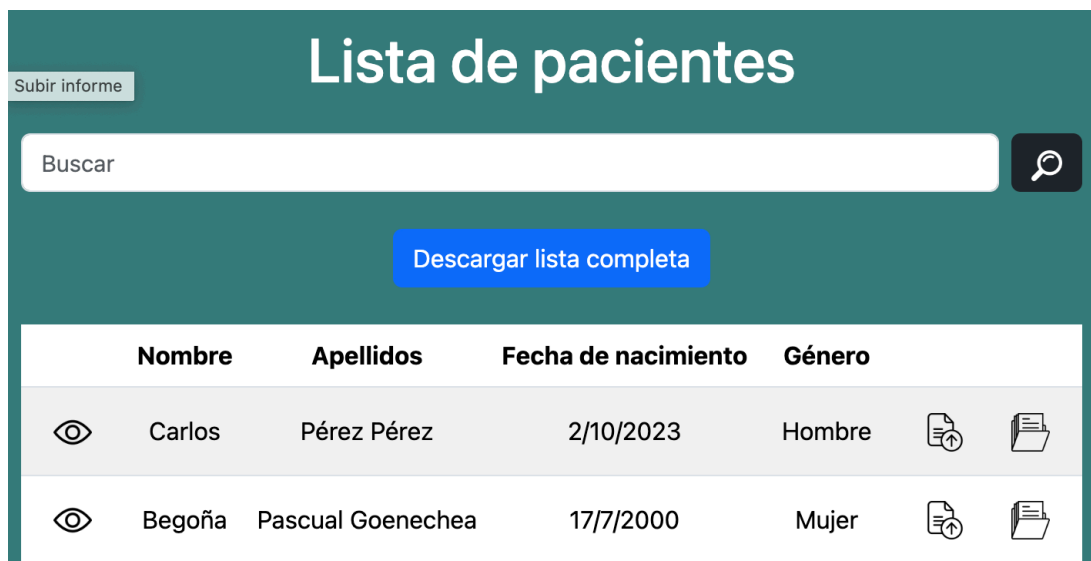 Lista de pacientes
Subir informe
Buscar
Descargar lista completa
Nombre Apellidos Fecha de nacimiento Género
Carlos Pérez Pérez 2/10/2023 Hombre
Begoña Pascual Goenechea 17/7/2000 Mujer